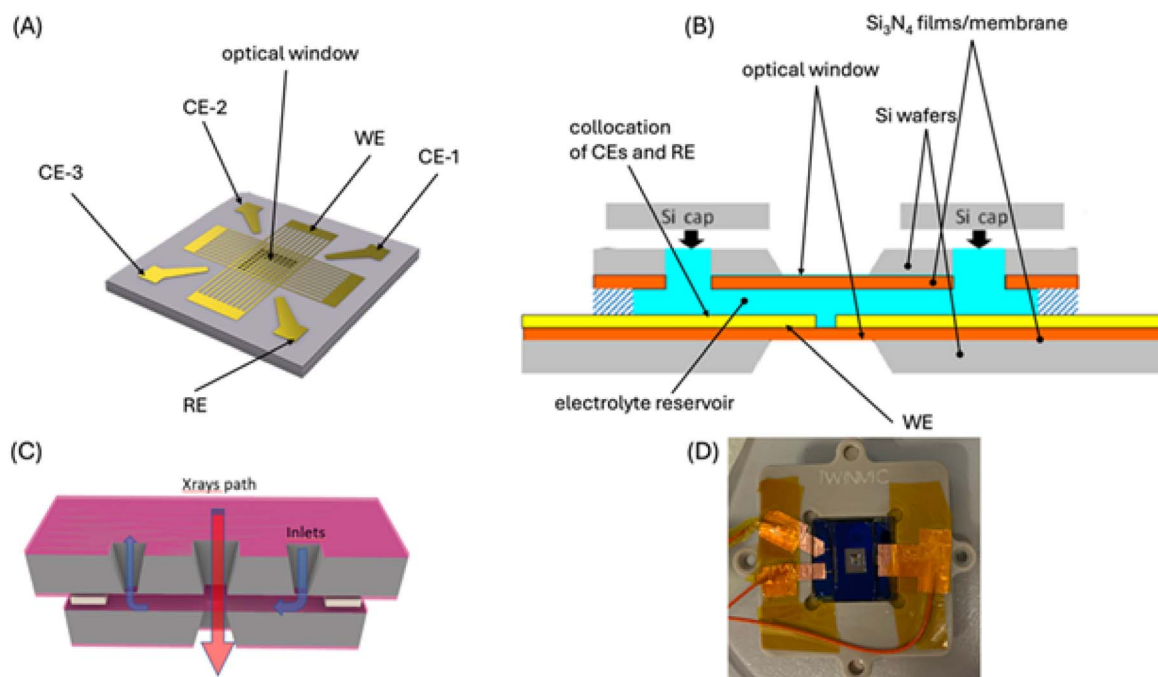 (A)
optical window
CE-2
WE
CE-1
CE-3
RE
(B)
Si₃N₄ films/membrane
optical window
Si wafers
collocation
of CEs and RE
Si cap
Si cap
electrolyte reservoir
WE
(C)
Xrays path
Inlets
(D)
TWINMIC